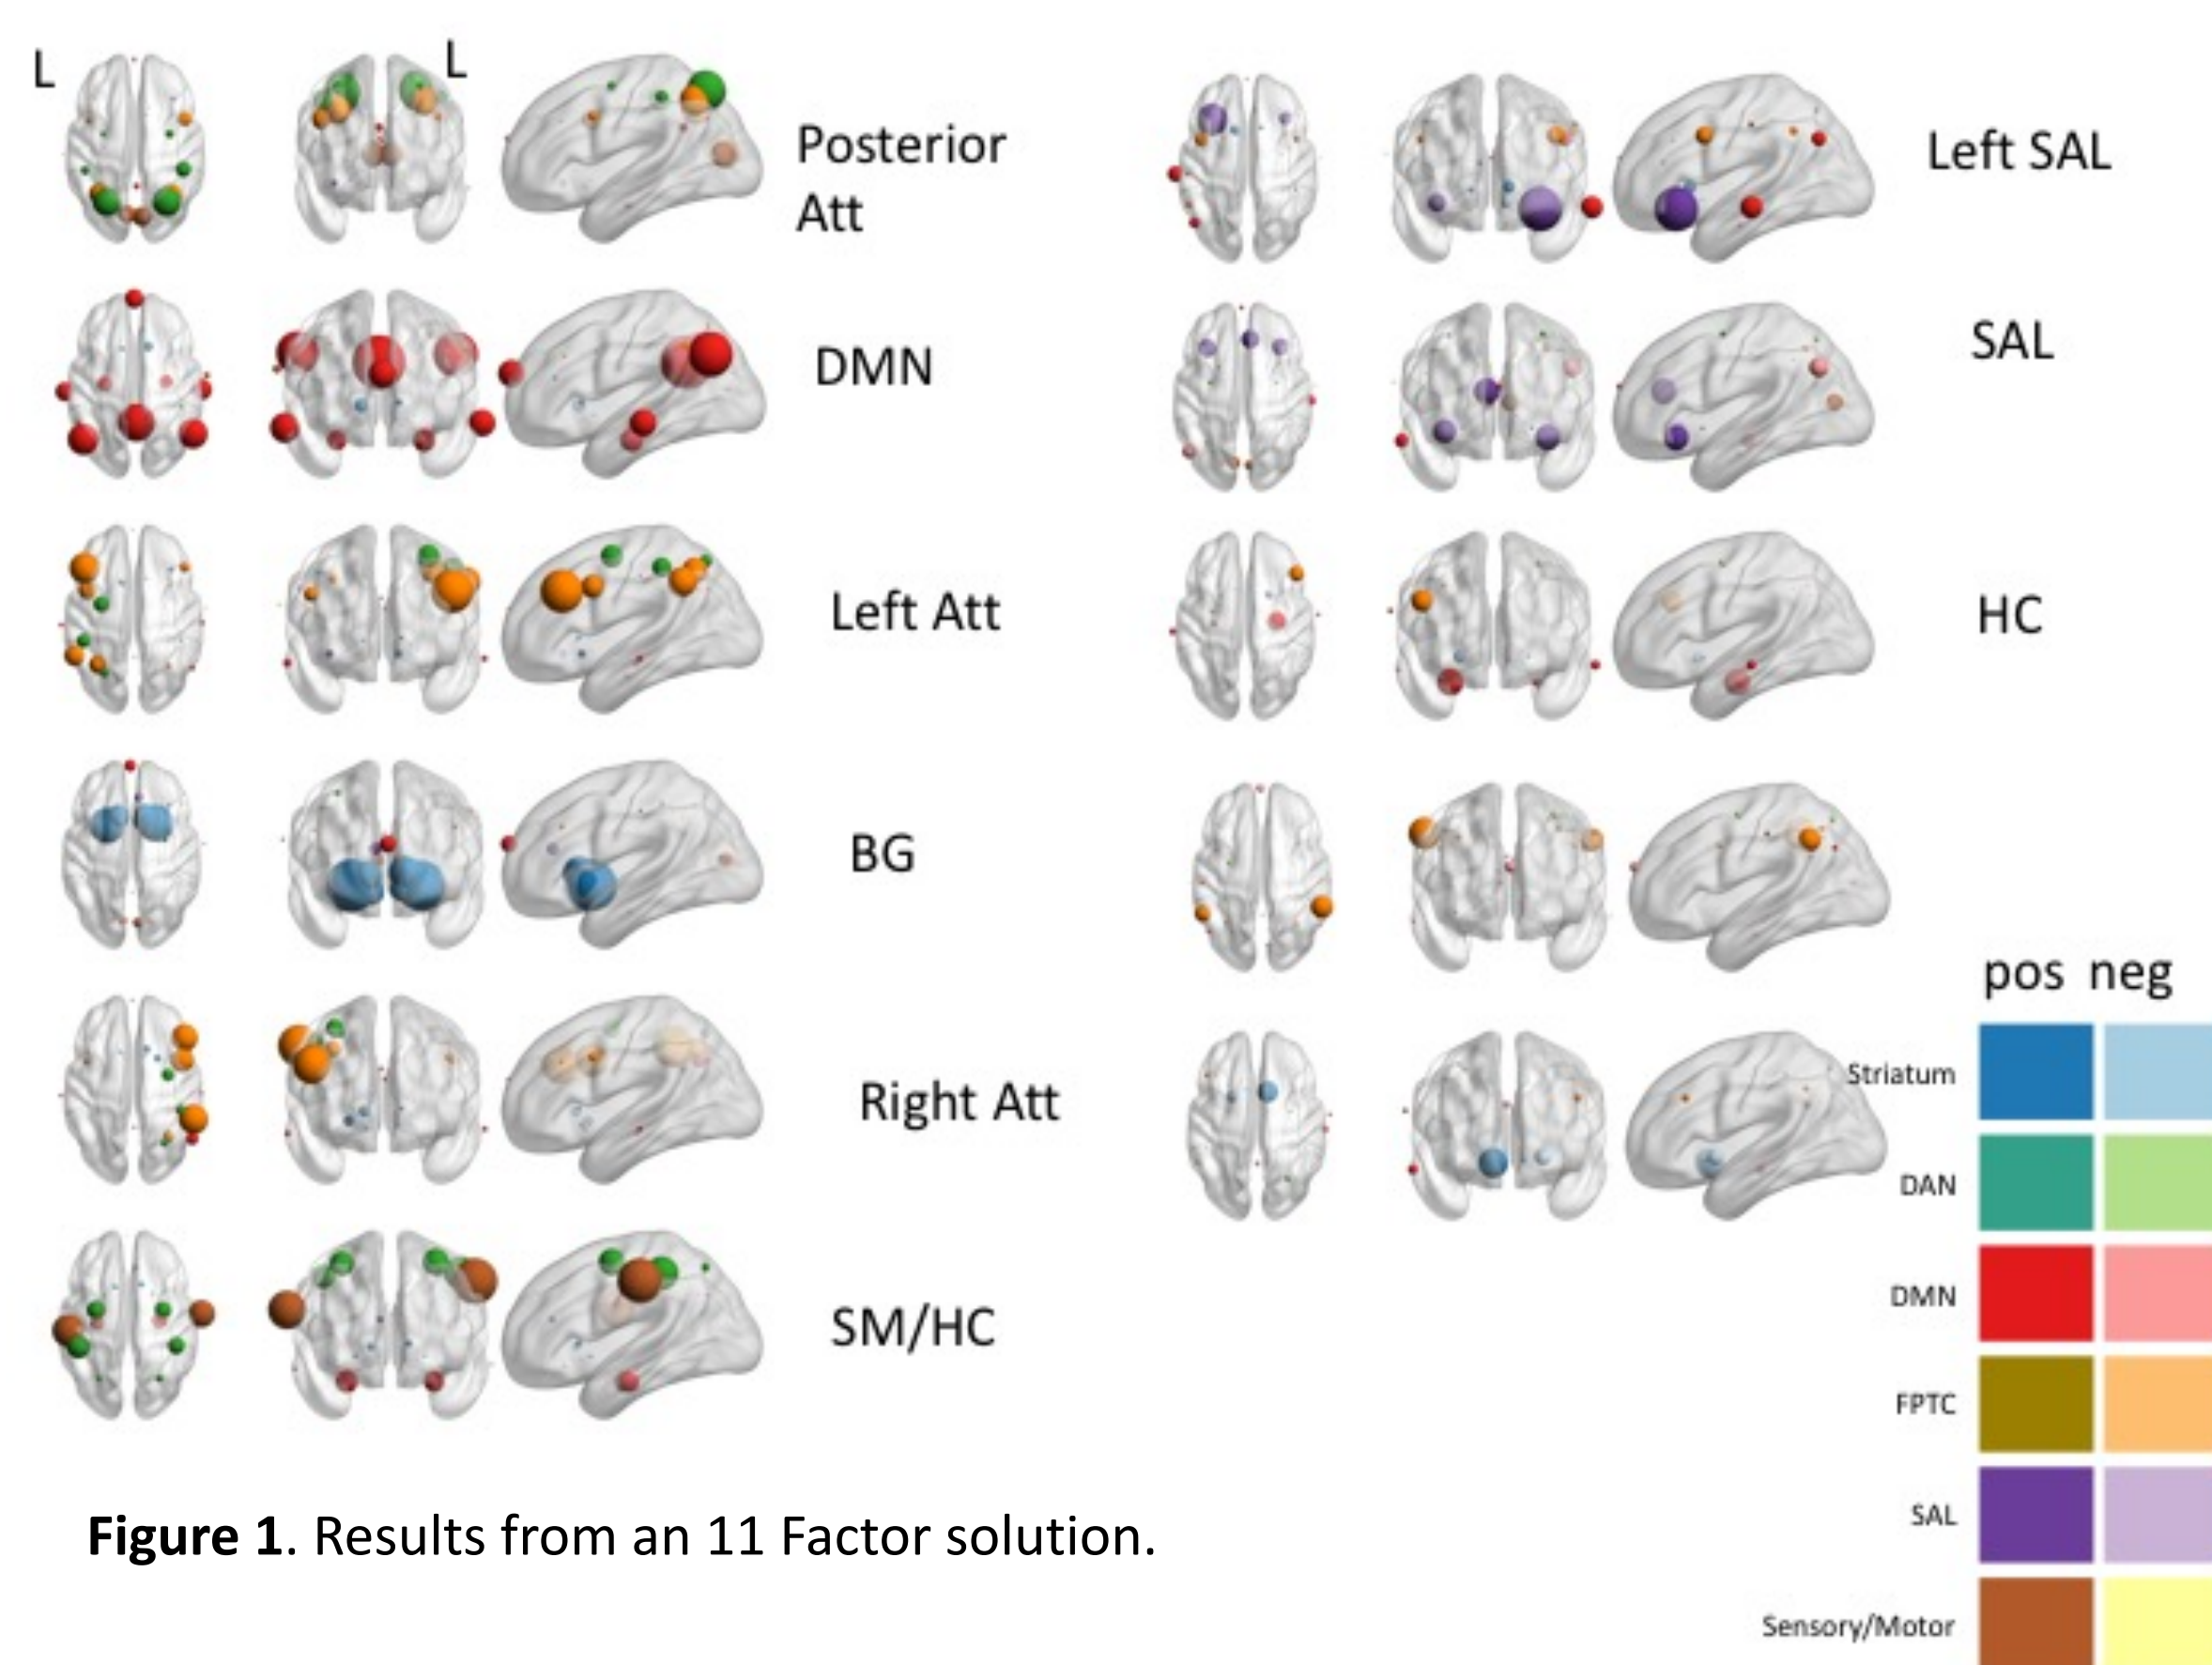 L
L
Posterior
Att
DMN
Left Att
BG
Right Att
SM/HC
Left SAL
SAL
HC
pos neg
Striatum
DAN
DMN
FPTC
SAL
Sensory/Motor
Figure 1. Results from an 11 Factor solution.